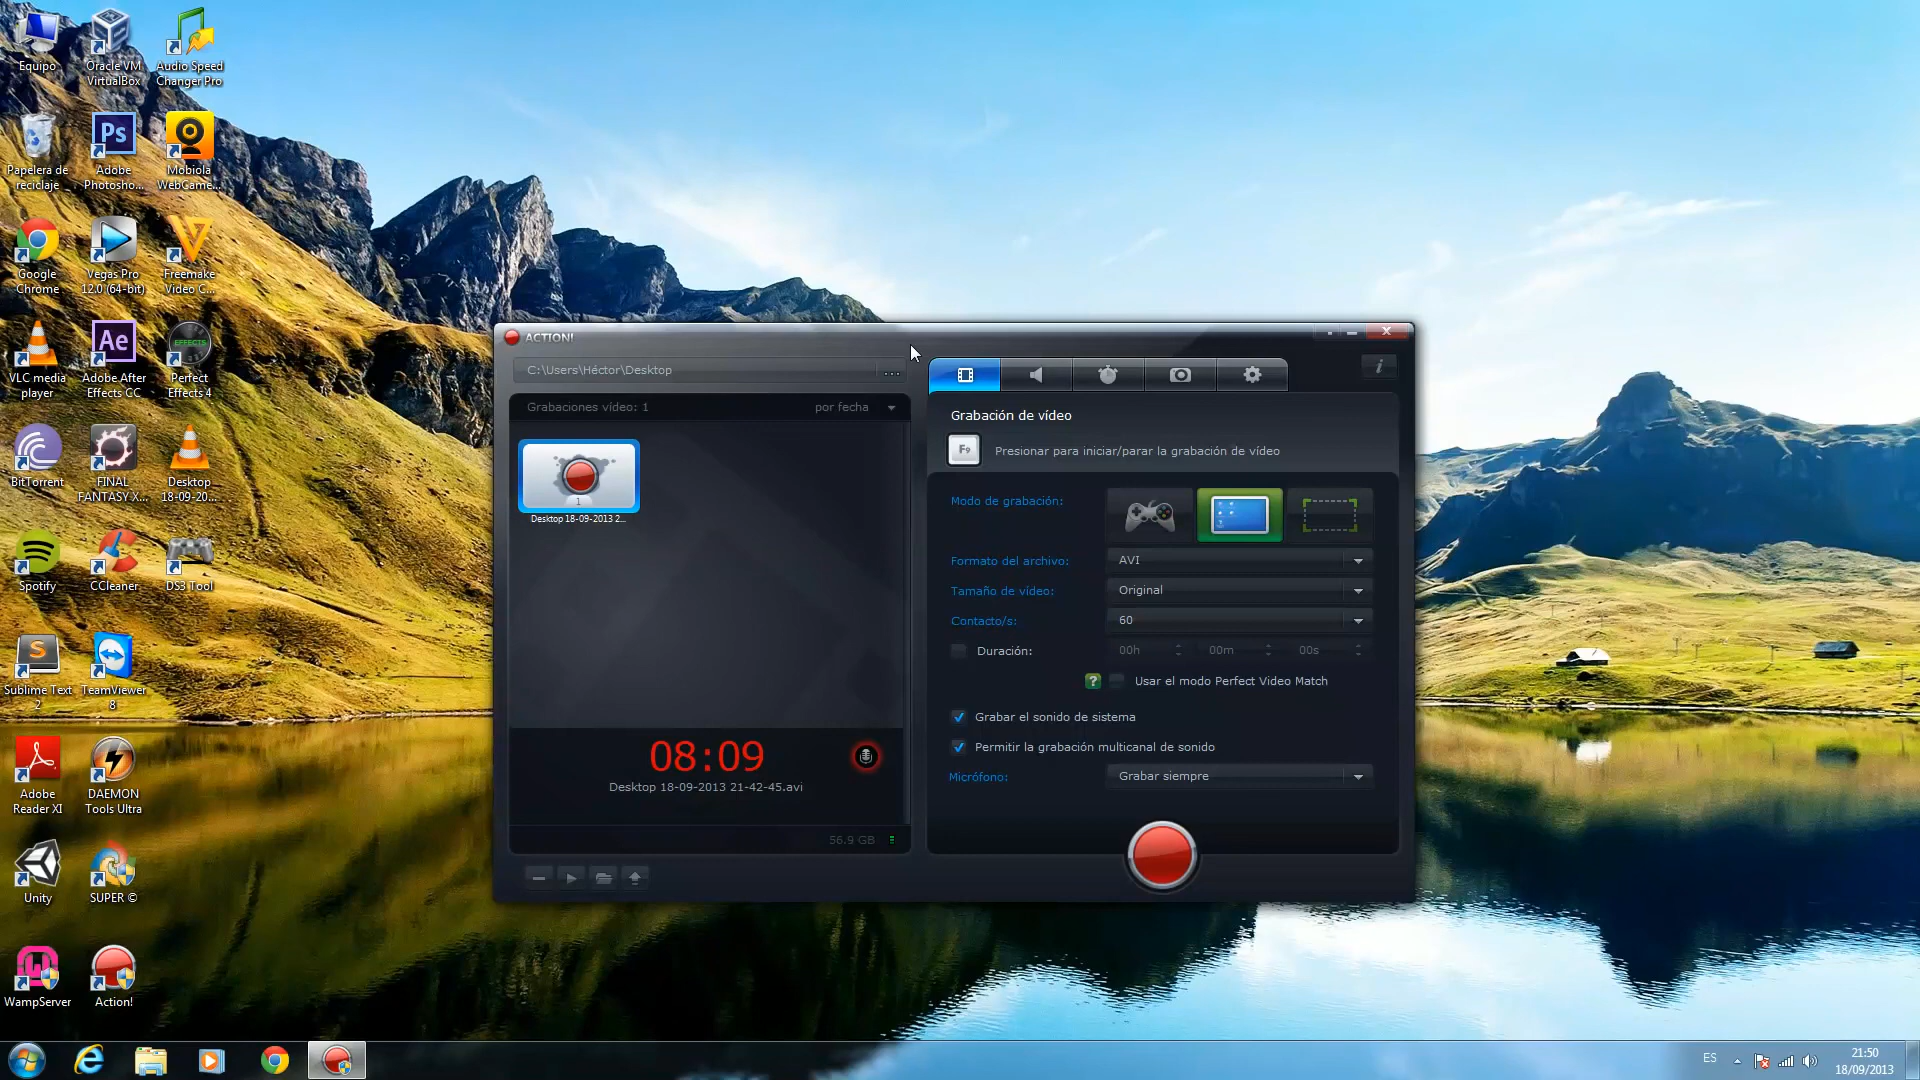 Equipo
Oracle VM
VirtualBox
Audio Speed
Changer Pro
Papelera de
reciclaje
Ps
Adobe
Photosho...
Mobiola
WebCame...
Google
Chrome
Vegas Pro
12.0 (64-bit)
Freemake
Video C...
VLC media
player
Ae
Adobe After
Effects CC
EFFECTS
Perfect
Effects 4
BitTorrent
FINAL
FANTASY X...
Desktop
18-09-20...
Spotify
CCleaner
DS3 Tool
Sublime Text
2
TeamViewer
8
Adobe
Reader XI
DAEMON
Tools Ultra
Unity
SUPER ©
WampServer
Action!
ACTION!
C:\Users\Héctor\Desktop
...
Grabaciones vídeo: 1
por fecha
1
Desktop 18-09-2013 2...
08:09
Desktop 18-09-2013 21-42-45.avi
56.9 GB
i
Grabación de vídeo
F9
Presionar para iniciar/parar la grabación de vídeo
Modo de grabación:
Formato del archivo:
AVI
Tamaño de vídeo:
Original
Contacto/s:
60
Duración:
00h
00m
00s
?
Usar el modo Perfect Video Match
Grabar el sonido de sistema
Permitir la grabación multicanal de sonido
Micrófono:
Grabar siempre
ES
21:50
18/09/2013